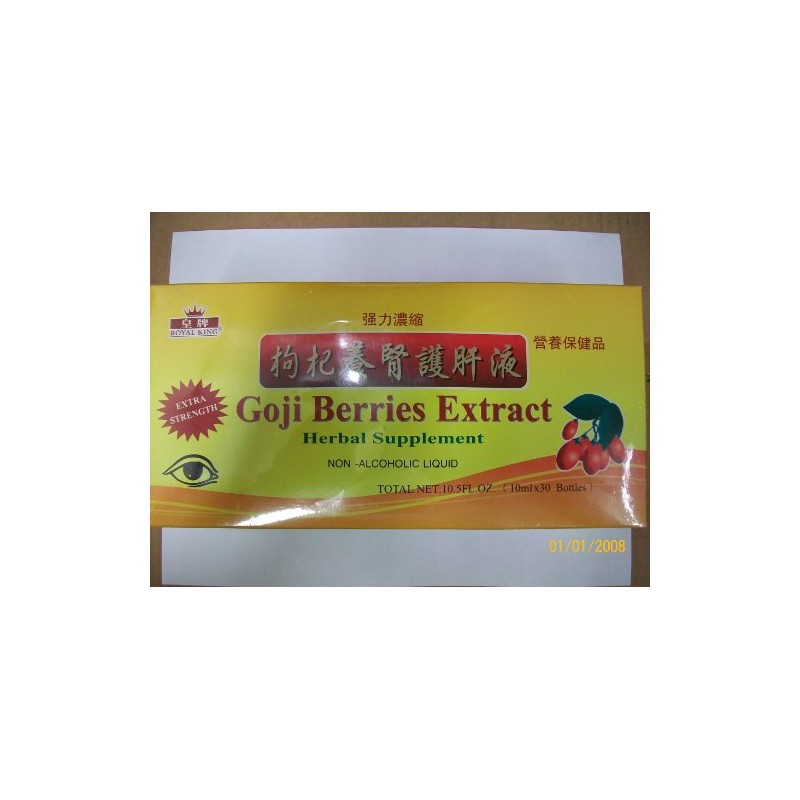 皇牌
ROYAL KING®
强力濃縮
枸杞養腎護肝液
營養保健品
EXTRA
STRENGTH
Goji Berries Extract
Herbal Supplement
NON -ALCOHOLIC LIQUID
TOTAL NET:10.5FL.OZ. ( 10mlx30 Bottles )
01/01/2008